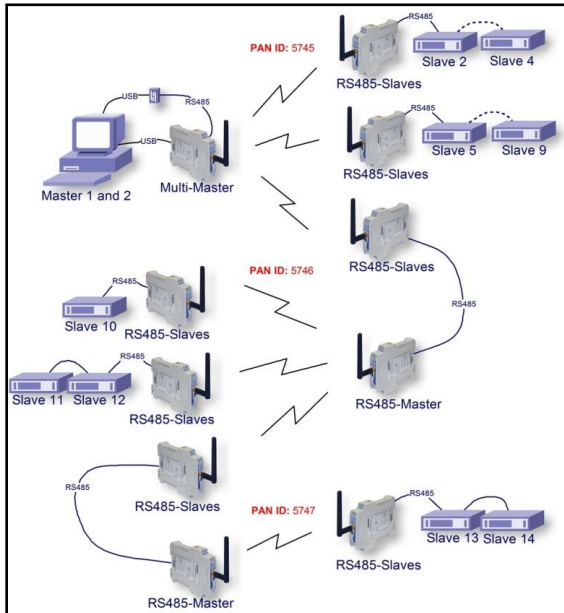 PAN ID: 5745
RS485
Slave 2
Slave 4
RS485-Slaves
USB
RS485
USB
Master 1 and 2
Multi-Master
RS485
Slave 5
Slave 9
RS485-Slaves
RS485-Slaves
PAN ID: 5746
RS485
RS485
Slave 10
RS485-Slaves
RS485-Master
RS485
Slave 11
Slave 12
RS485-Slaves
RS485
RS485-Slaves
PAN ID: 5747
RS485
Slave 13
Slave 14
RS485-Slaves
RS485-Master